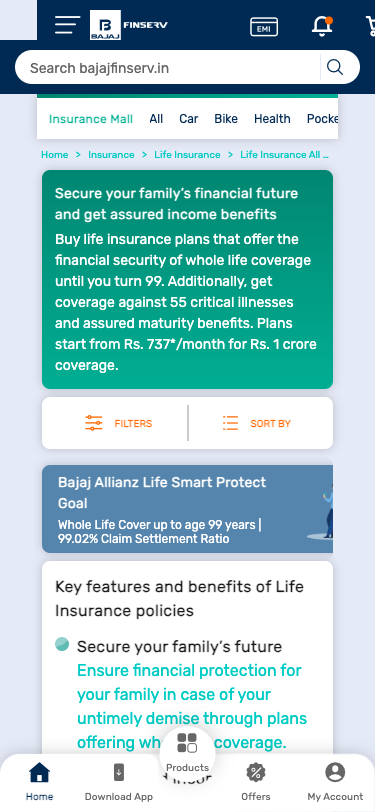 B
BAJAJ
FINSERV
EMI
Search bajajfinserv.in
Insurance Mall All Car Bike Health Pocke
Home > Insurance > Life Insurance > Life Insurance All ...
Secure your family's financial future
and get assured income benefits
Buy life insurance plans that offer the
financial security of whole life coverage
until you turn 99. Additionally, get
coverage against 55 critical illnesses
and assured maturity benefits. Plans
start from Rs. 737*/month for Rs. 1 crore
coverage.
FILTERS
SORT BY
Bajaj Allianz Life Smart Protect
Goal
Whole Life Cover up to age 99 years |
99.02% Claim Settlement Ratio
Key features and benefits of Life
Insurance policies
Secure your family's future
Ensure financial protection for
your family in case of your
untimely demise through plans
offering coverage.
Products
Home
Download App
Offers
My Account